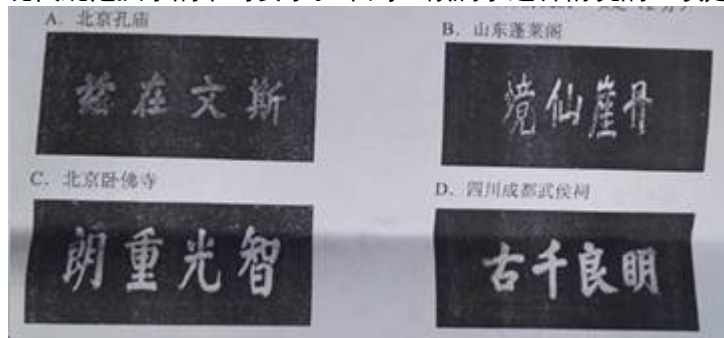 A. 北京孔庙
斯文在兹
B. 山东蓬莱阁
丹崖仙境
C. 北京卧佛寺
智光重朗
D. 四川成都武侯祠
明良千古